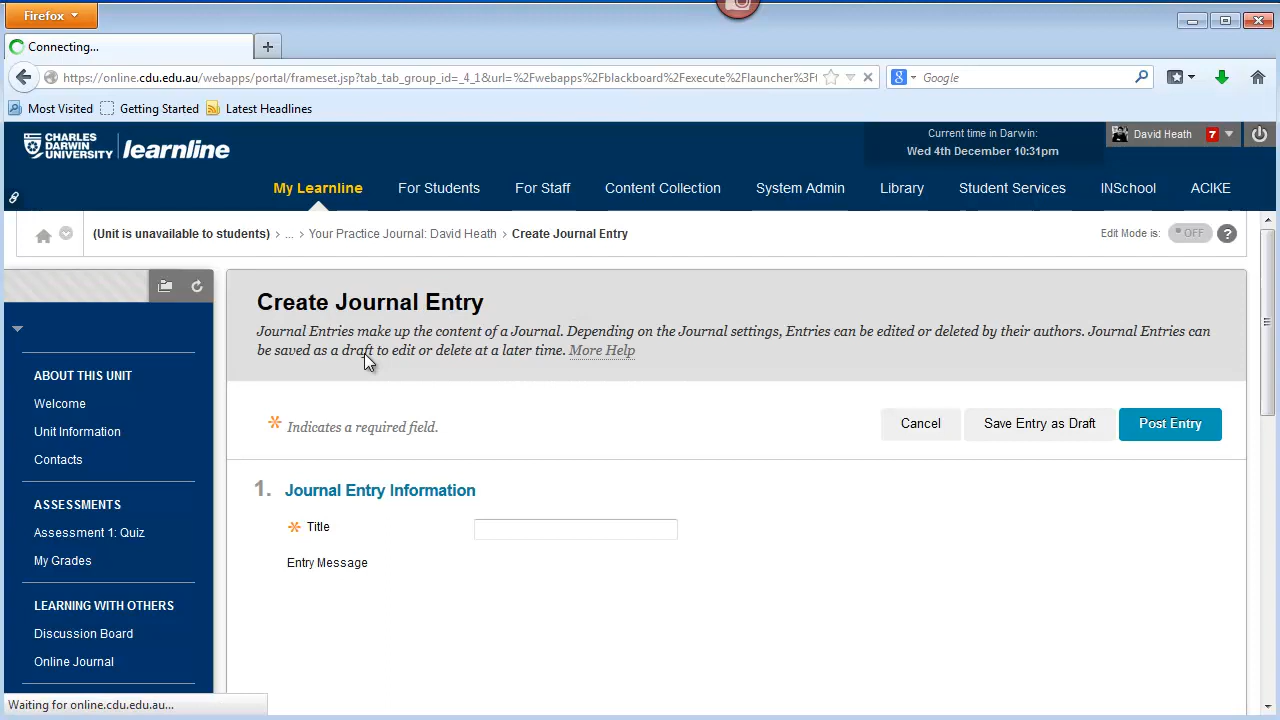 Firefox
Connecting...
https://online.cdu.edu.au/webapps/portal/frameset.jsp?tab_tab_group_id=_4_1&url=%2Fwebapps%2Fblackboard%2Fexecute%2Flauncher%3F
Google
Most Visited Getting Started Latest Headlines
CHARLES DARWIN UNIVERSITY learnline
Current time in Darwin:
Wed 4th December 10:31pm
David Heath 7
My Learnline For Students For Staff Content Collection System Admin Library Student Services INSchool ACIKE
(Unit is unavailable to students) > ... > Your Practice Journal: David Heath > Create Journal Entry
Edit Mode is: OFF ?
Create Journal Entry
Journal Entries make up the content of a Journal. Depending on the Journal settings, Entries can be edited or deleted by their authors. Journal Entries can
be saved as a draft to edit or delete at a later time. More Help
* Indicates a required field.
Cancel Save Entry as Draft Post Entry
1. Journal Entry Information
* Title
Entry Message
ABOUT THIS UNIT
Welcome
Unit Information
Contacts
ASSESSMENTS
Assessment 1: Quiz
My Grades
LEARNING WITH OTHERS
Discussion Board
Online Journal
Waiting for online.cdu.edu.au...